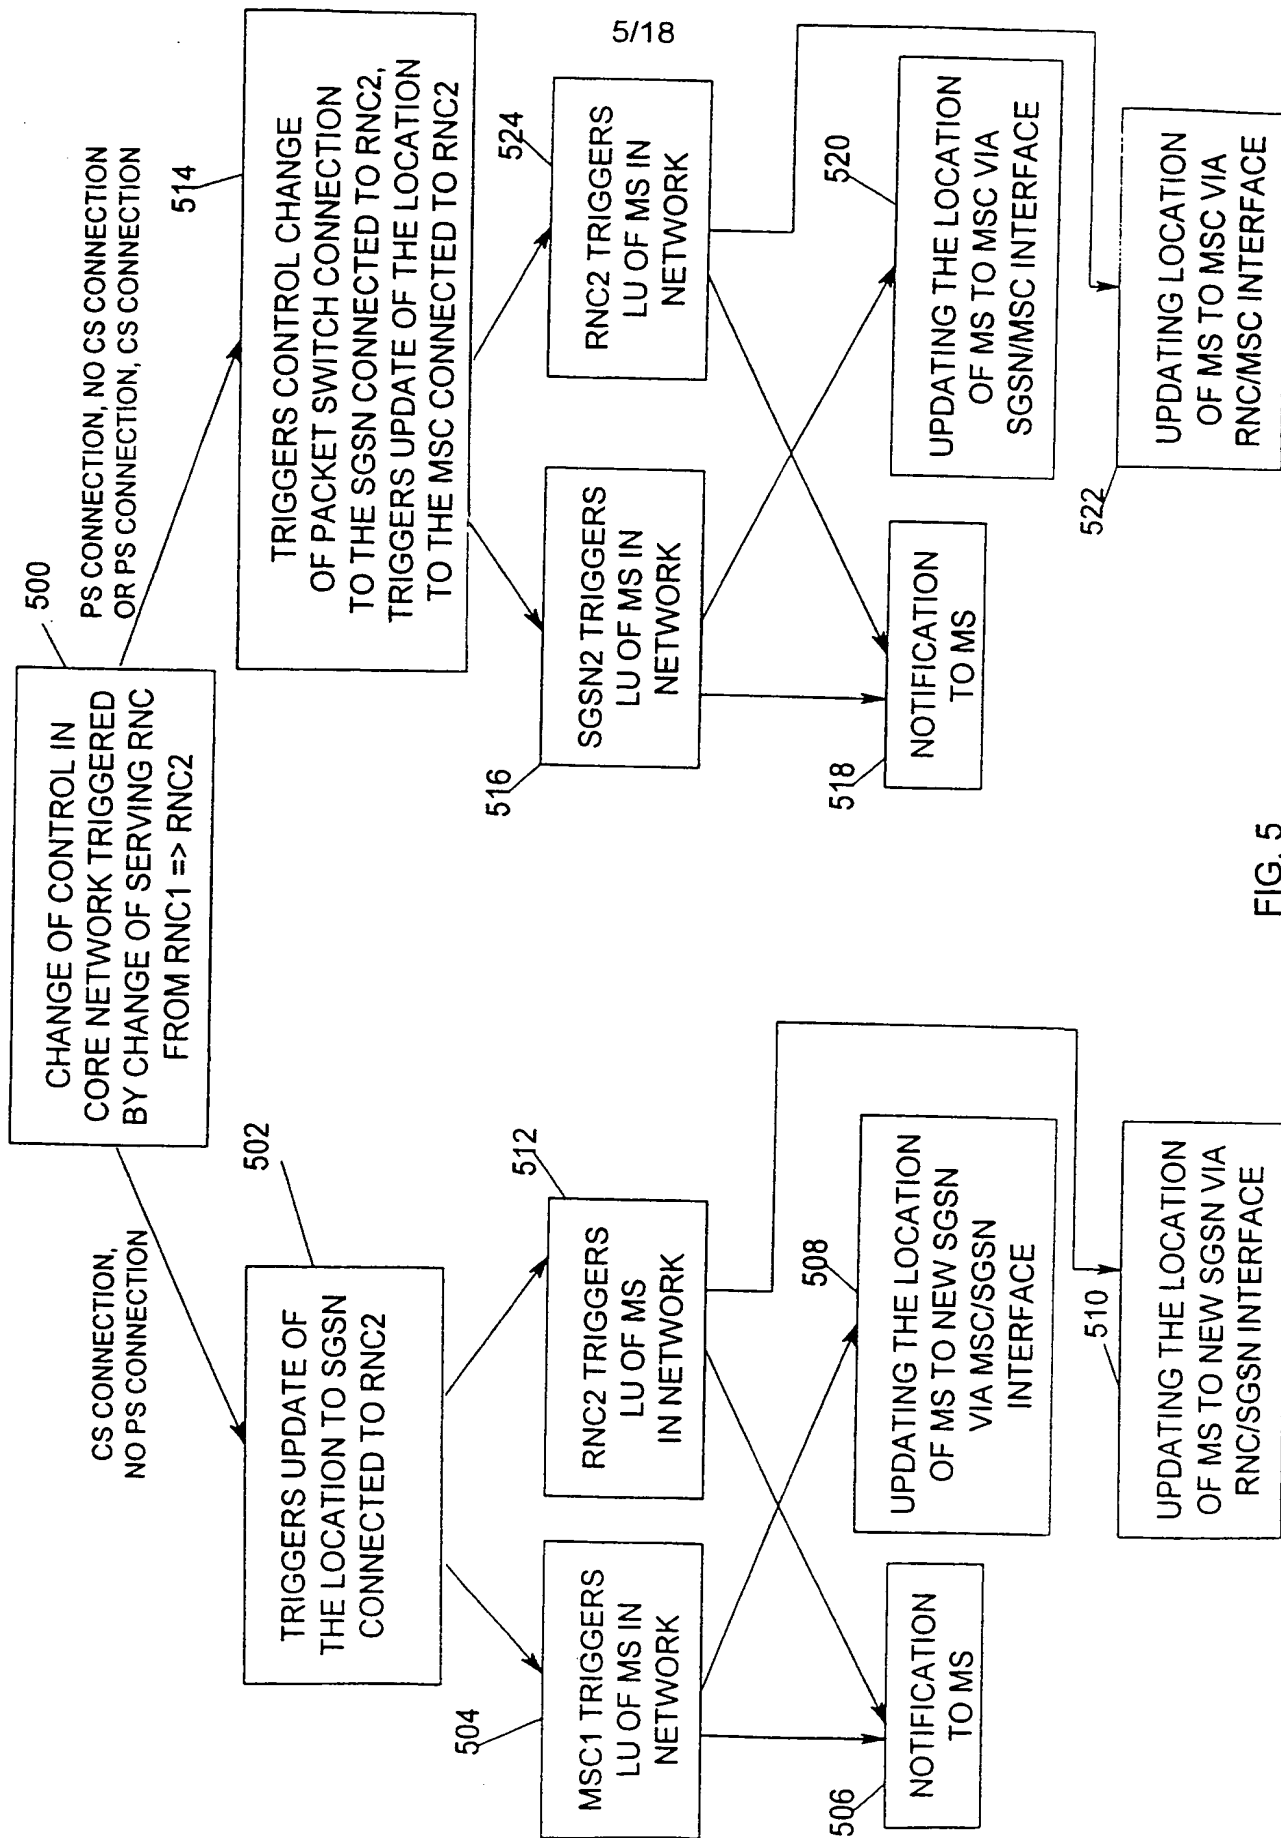 5/18
500
CHANGE OF CONTROL IN
CORE NETWORK TRIGGERED
BY CHANGE OF SERVING RNC
FROM RNC1 => RNC2
CS CONNECTION,
NO PS CONNECTION
PS CONNECTION, NO CS CONNECTION
OR PS CONNECTION, CS CONNECTION
502
TRIGGERS UPDATE OF
THE LOCATION TO SGSN
CONNECTED TO RNC2
514
TRIGGERS CONTROL CHANGE
OF PACKET SWITCH CONNECTION
TO THE SGSN CONNECTED TO RNC2,
TRIGGERS UPDATE OF THE LOCATION
TO THE MSC CONNECTED TO RNC2
504
MSC1 TRIGGERS
LU OF MS IN
NETWORK
512
RNC2 TRIGGERS
LU OF MS
IN NETWORK
516
SGSN2 TRIGGERS
LU OF MS IN
NETWORK
524
RNC2 TRIGGERS
LU OF MS IN
NETWORK
506
NOTIFICATION
TO MS
508
UPDATING THE LOCATION
OF MS TO NEW SGSN
VIA MSC/SGSN
INTERFACE
518
NOTIFICATION
TO MS
520
UPDATING THE LOCATION
OF MS TO MSC VIA
SGSN/MSC INTERFACE
510
UPDATING THE LOCATION
OF MS TO NEW SGSN VIA
RNC/SGSN INTERFACE
522
UPDATING LOCATION
OF MS TO MSC VIA
RNC/MSC INTERFACE
FIG. 5